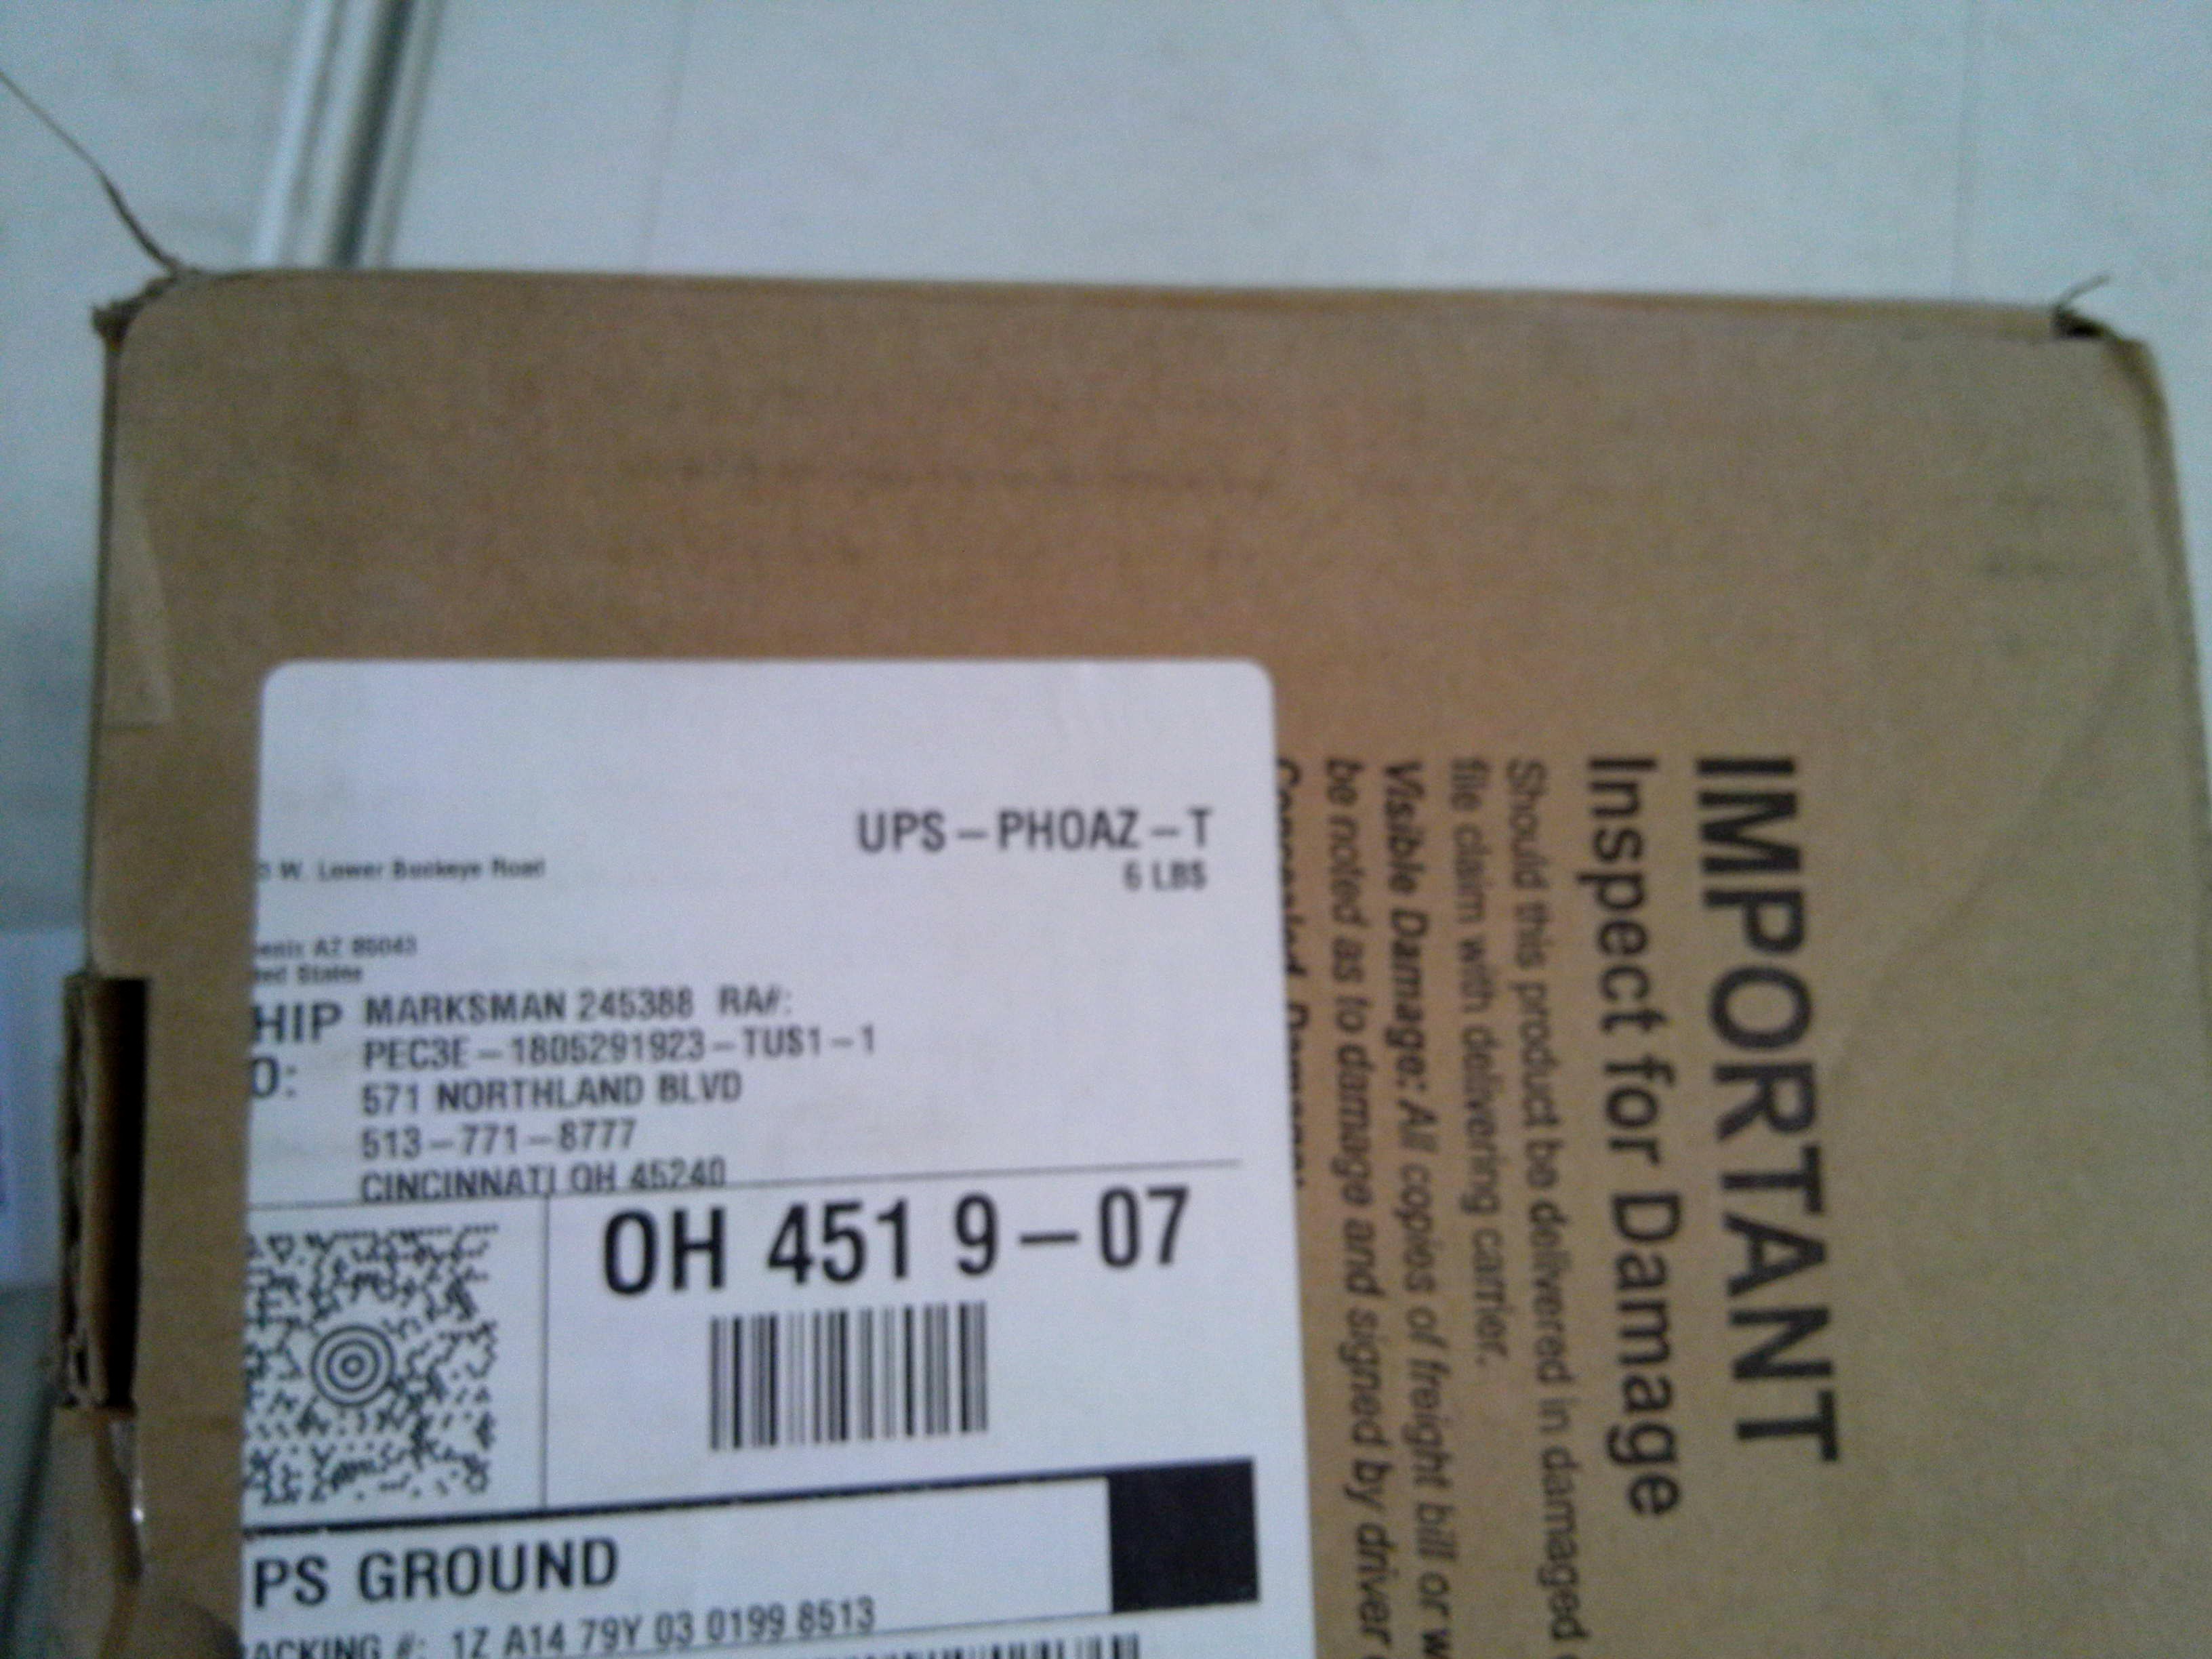 UPS-PHOAZ-T
6 LBS
W. Lower Buckeye Road
AZ 85043
States
HIP
O:
MARKSMAN 245388 RA#:
PEC3E-1805291923-TUS1-1
571 NORTHLAND BLVD
513-771-8777
CINCINNATI OH 45240
OH 451 9-07
PS GROUND
ACKING #: 1Z A14 79Y 03 0199 8513
IMPORTANT
Inspect for Damage
Should this product be delivered in damaged
file claim with delivering carrier.
Visible Damage: All copies of freight bill or
be noted as to damage and signed by driver